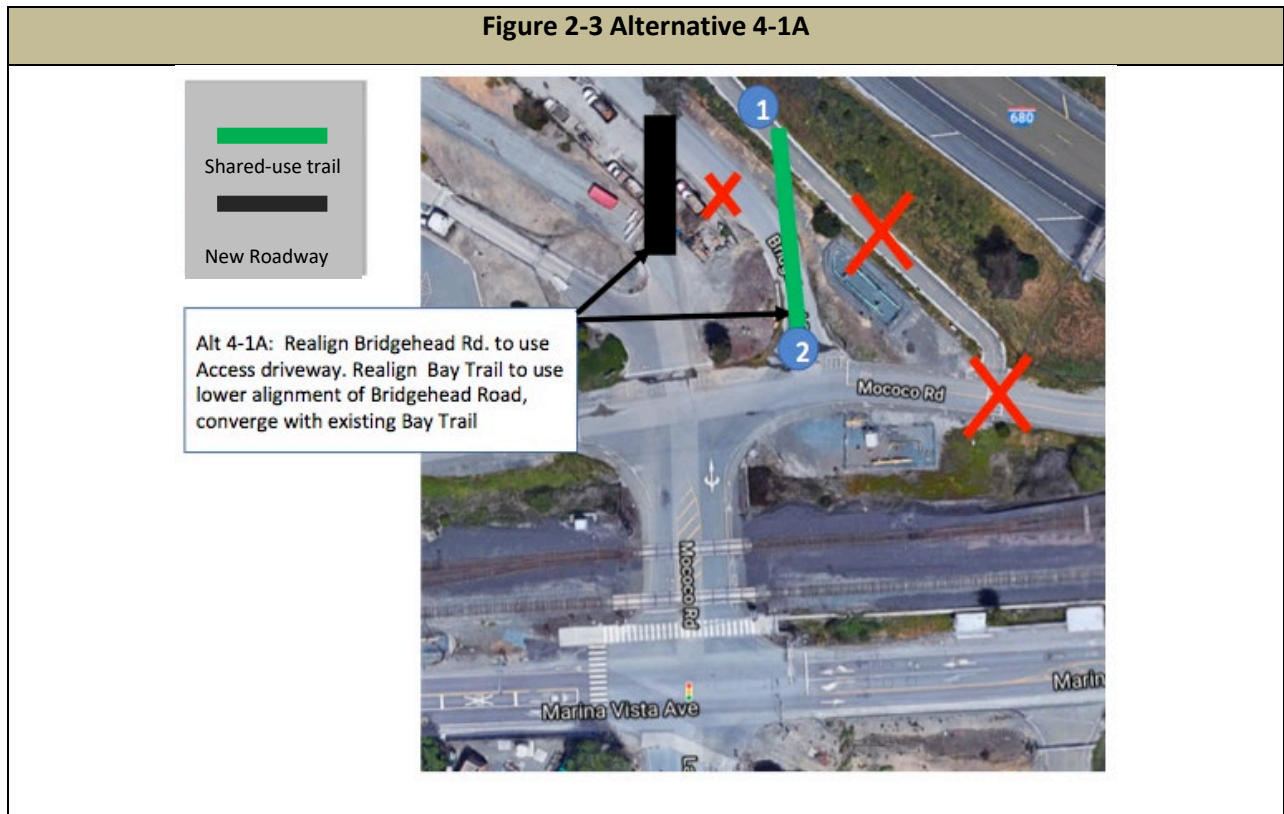 Figure 2-3 Alternative 4-1A
Shared-use trail
New Roadway
Alt 4-1A: Realign Bridgehead Rd. to use
Access driveway. Realign Bay Trail to use
lower alignment of Bridgehead Road,
converge with existing Bay Trail
1
680
2
Mococo Rd
Mococo Rd
Marina Vista Ave